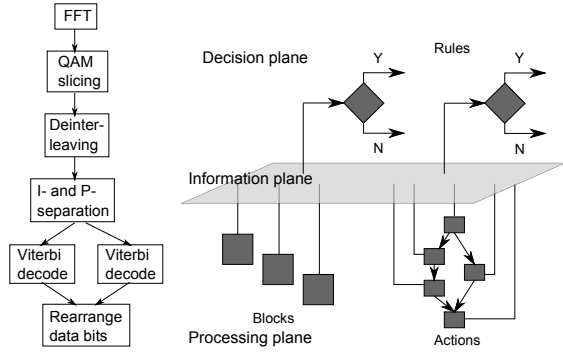 FFT
QAM
slicing
Deinter-
leaving
I- and P-
separation
Viterbi
decode
Viterbi
decode
Rearrange
data bits
Decision plane
Y
N
Rules
Y
N
Information plane
Blocks
Processing plane
Actions